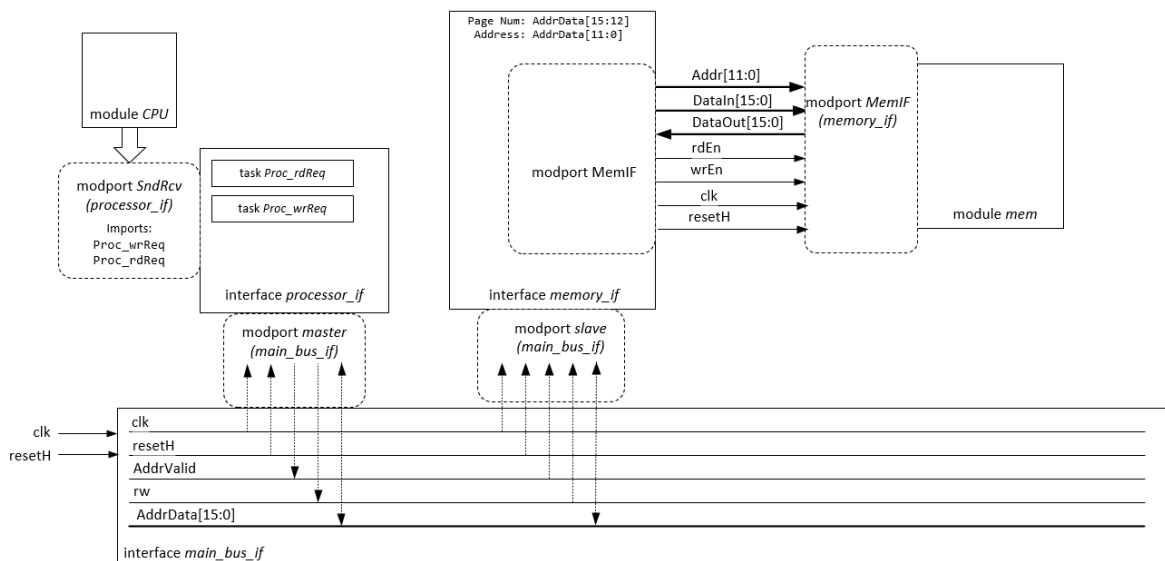 Page Num: AddrData[15:12]
Address: AddrData[11:0]
module CPU
modport SndRcv
(processor_if)
Imports:
Proc_wrReq
Proc_rdReq
task Proc_rdReq
task Proc_wrReq
interface processor_if
modport master
(main_bus_if)
modport MemIF
interface memory_if
modport slave
(main_bus_if)
Addr[11:0]
DataIn[15:0]
DataOut[15:0]
rdEn
wrEn
clk
resetH
modport MemIF
(memory_if)
module mem
clk
resetH
clk
resetH
AddrValid
rw
AddrData[15:0]
interface main_bus_if